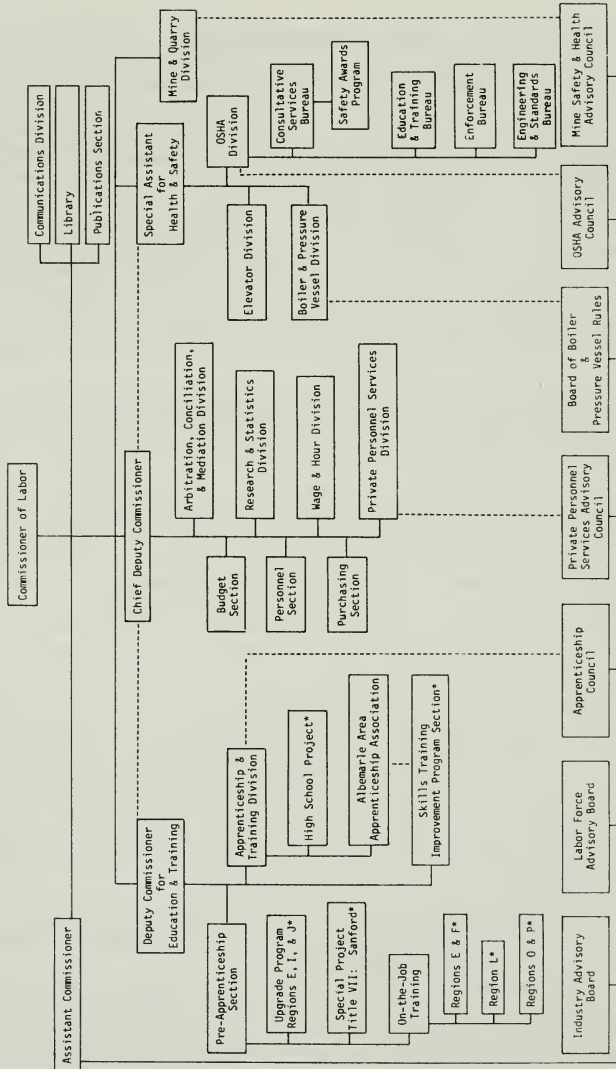 Commissioner of Labor
Assistant Commissioner
Communications Division
Library
Publications Section
Deputy Commissioner
for
Education & Training
Chief Deputy Commissioner
Special Assistant
for
Health & Safety
Mine & Quarry
Division
Pre-Apprenticeship
Section
Upgrade Program
Regions E, I, & J*
Special Project
Title VII: Sanford*
On-the-Job
Training
Regions E & F*
Region L*
Regions O & P*
Apprenticeship &
Training Division
High School Project*
Albemarle Area
Apprenticeship Association
Skills Training
Improvement Program Section*
Budget
Section
Personnel
Section
Purchasing
Section
Arbitration, Conciliation,
& Mediation Division
Research & Statistics
Division
Wage & Hour Division
Private Personnel Services
Division
Elevator Division
Boiler & Pressure
Vessel Division
OSHA
Division
Consultative
Services
Bureau
Safety Awards
Program
Education
& Training
Bureau
Enforcement
Bureau
Engineering
& Standards
Bureau
Industry Advisory
Board
Labor Force
Advisory Board
Apprenticeship
Council
Private Personnel
Services Advisory
Council
Board of Boiler
&
Pressure Vessel Rules
OSHA Advisory
Council
Mine Safety & Health
Advisory Council